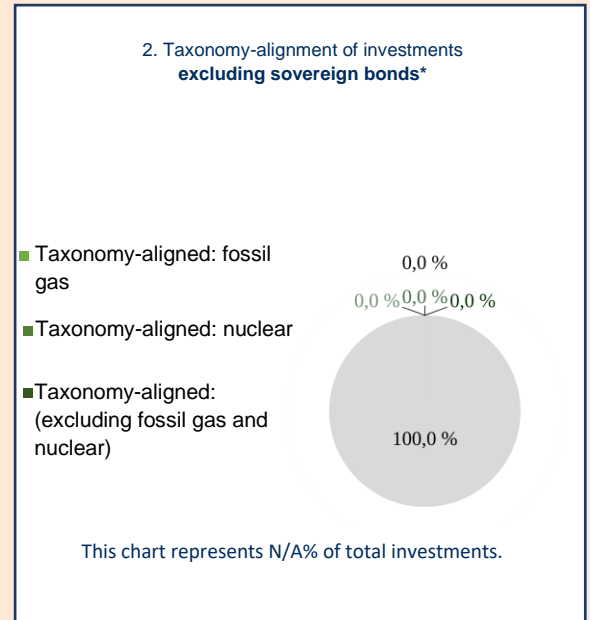 2. Taxonomy-alignment of investments
excluding sovereign bonds*
Taxonomy-aligned: fossil
gas
Taxonomy-aligned: nuclear
Taxonomy-aligned:
(excluding fossil gas and
nuclear)
0,0 %
0,0 % 0,0 % 0,0 %
100,0 %
This chart represents N/A% of total investments.